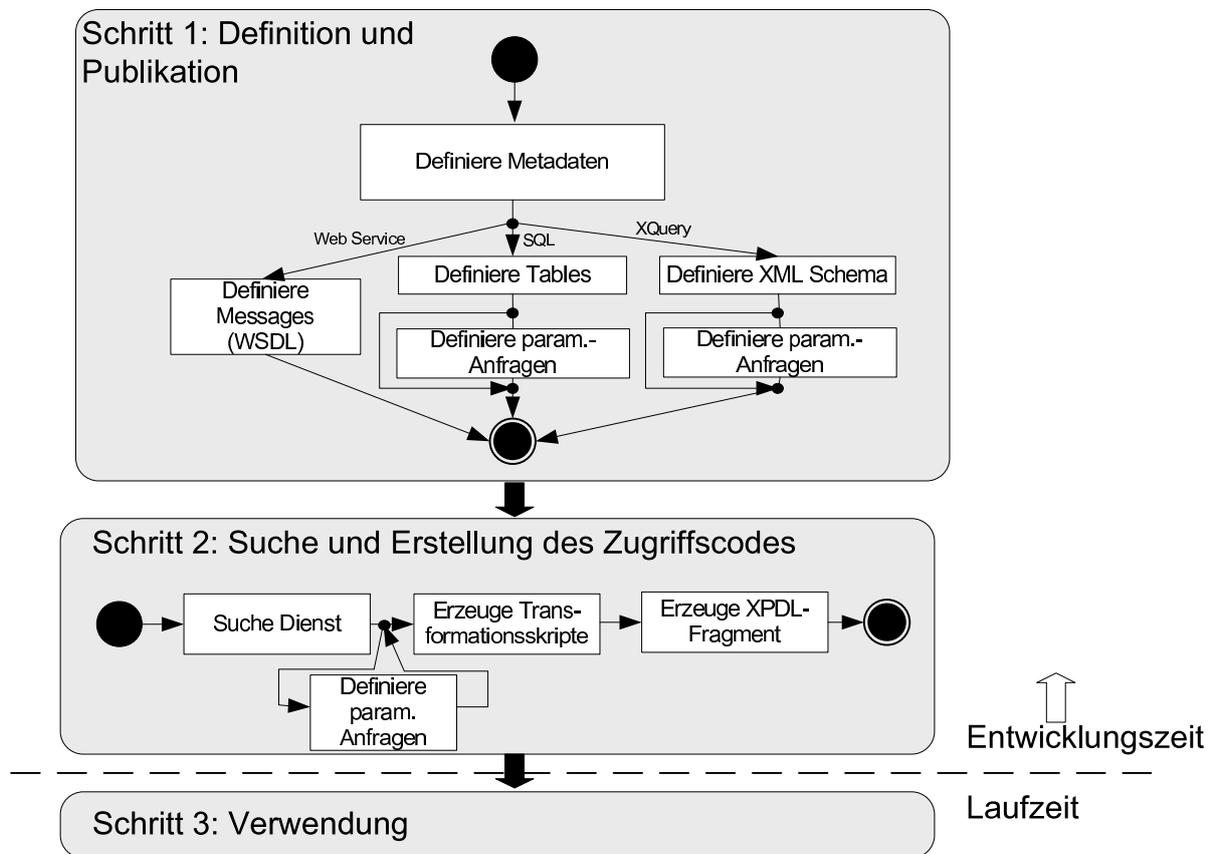 Schritt 1: Definition und
Publikation
Definiere Metadaten
Web Service
SQL
XQuery
Definiere
Messages
(WSDL)
Definiere Tables
Definiere XML Schema
Definiere param.-
Anfragen
Definiere param.-
Anfragen
Schritt 2: Suche und Erstellung des Zugriffscodes
Suche Dienst
Erzeuge Trans-
formationsskripte
Erzeuge XPDL-
Fragment
Definiere
param.
Anfragen
Entwicklungszeit
Laufzeit
Schritt 3: Verwendung